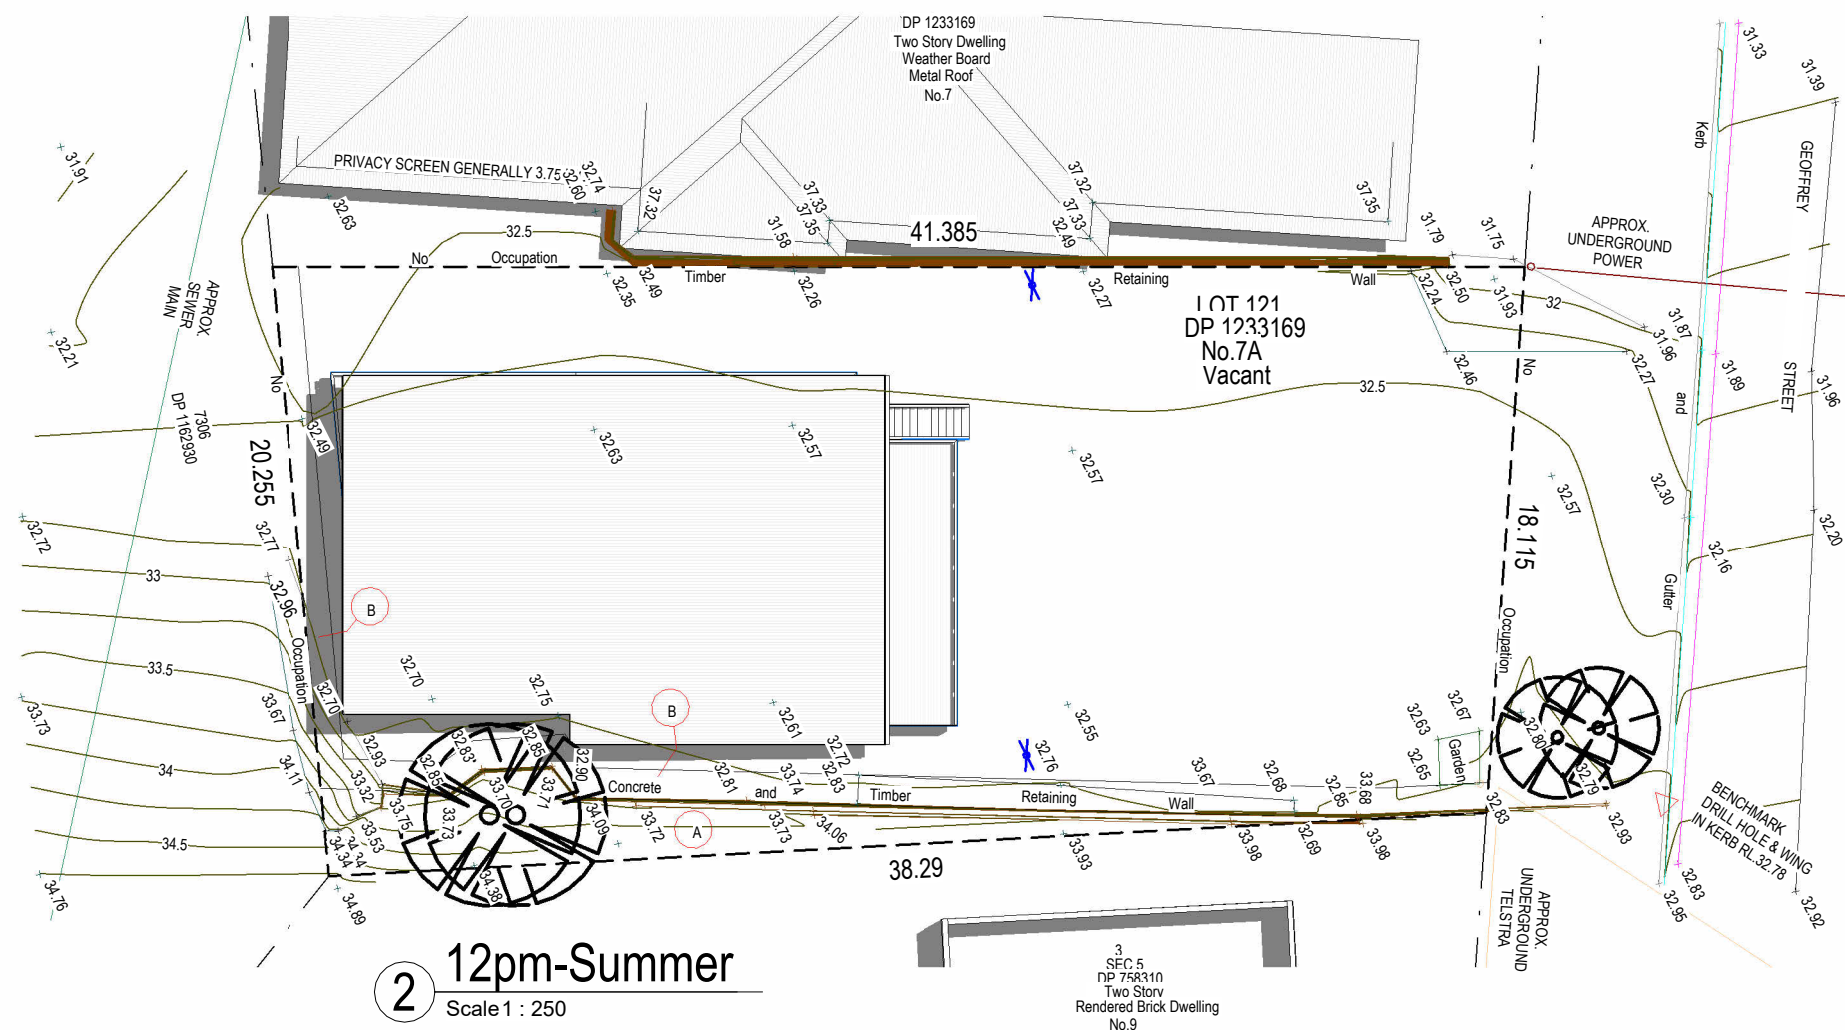 DP 1233169
Two Story Dwelling
Weather Board
Metal Roof
No.7
PRIVACY SCREEN GENERALLY 3.75
32.60
32.74
32.63
37.32
37.33
37.35
31.58
41.385
37.32
37.33
32.49
37.35
31.79
31.75
31.33
31.39
Kerb
GEOFFREY
STREET
APPROX.
UNDERGROUND
POWER
31.91
32.21
32.5
No
Occupation
32.35
32.49
Timber
32.26
32.27
Retaining
Wall
32.24
32.50
31.93
32
31.96
31.87
31.89
31.96
APPROX.
SEWER
MAIN
LOT 121
DP 1233169
No.7A
Vacant
32.46
32.27
No
and
32.5
No
7306
DP 1162930
32.49
20.255
32.63
32.57
32.57
32.57
32.30
32.20
32.16
18.115
Gutter
32.72
32.77
33
32.96
Occupation
B
Occupation
33.5
33.73
33.67
32.70
32.70
32.75
B
32.61
32.55
32.63
32.67
32.65
Garden
32.80
32.79
34
34.11
32.93
33.32
32.85
32.83
32.85
32.90
33.70
33.71
33.73
33.75
33.53
34.34
34.34
34.09
Concrete
and
Timber
Retaining
Wall
32.81
33.74
32.72
32.83
32.76
33.67
32.68
32.65
33.68
33.72
A
33.73
34.06
33.93
33.98
32.69
33.98
32.83
32.93
34.5
34.76
34.89
34.38
38.29
BENCHMARK
DRILL HOLE & WING
IN KERB RL.32.78
32.83
32.95
32.92
APPROX.
UNDERGROUND
TELSTRA
3
SEC 5
DP 758310
Two Story
Rendered Brick Dwelling
No.9
2
12pm-Summer
Scale 1 : 250